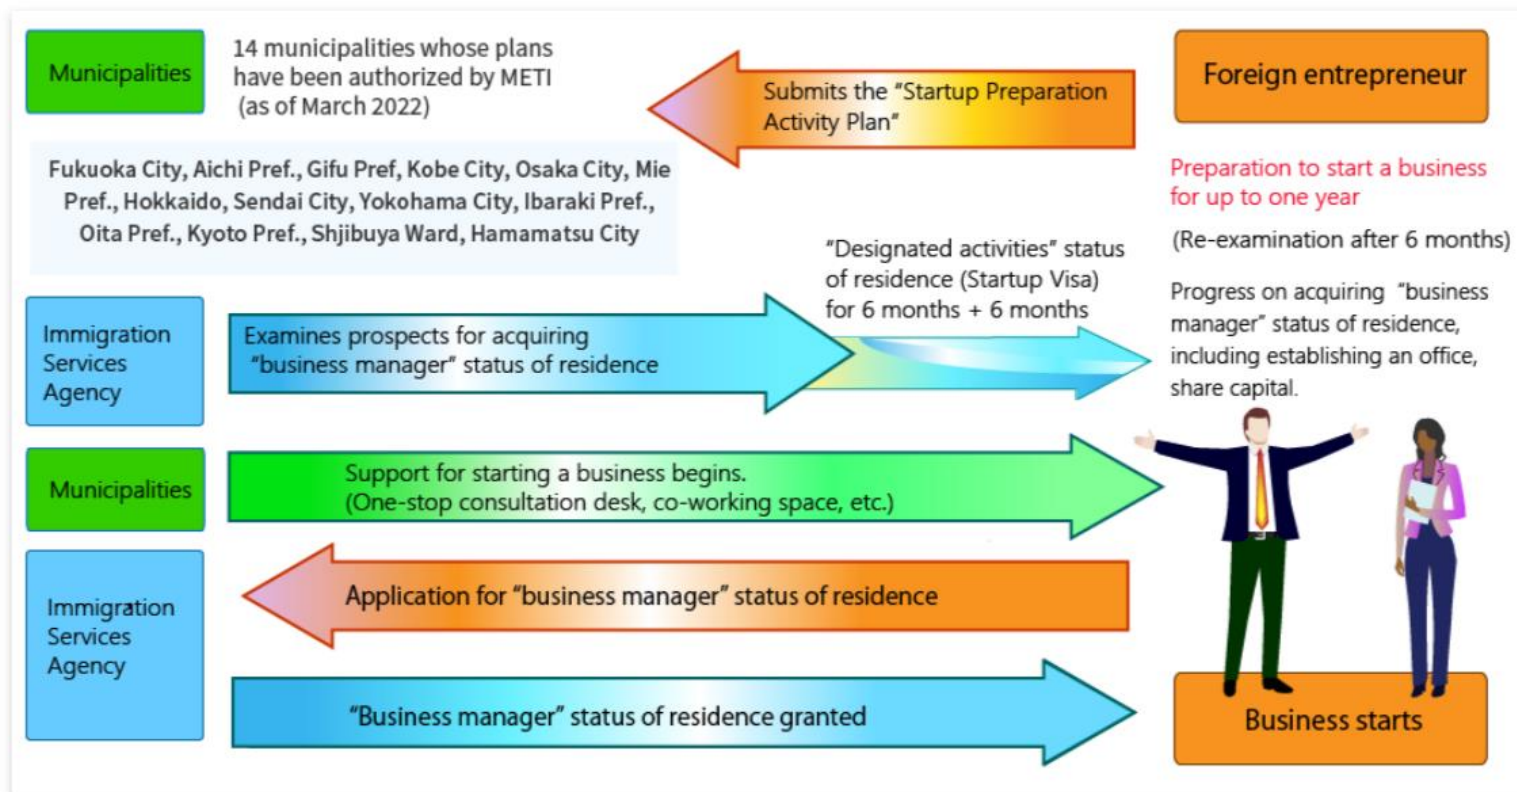 Municipalities
14 municipalities whose plans
have been authorized by METI
(as of March 2022)
Submits the “Startup Preparation
Activity Plan”
Foreign entrepreneur
Fukuoka City, Aichi Pref., Gifu Pref, Kobe City, Osaka City, Mie
Pref., Hokkaido, Sendai City, Yokohama City, Ibaraki Pref.,
Oita Pref., Kyoto Pref., Shjibuya Ward, Hamamatsu City
Preparation to start a business
for up to one year
(Re-examination after 6 months)
“Designated activities” status
of residence (Startup Visa)
for 6 months + 6 months
Immigration
Services
Agency
Examines prospects for acquiring
“business manager” status of residence
Progress on acquiring “business
manager” status of residence,
including establishing an office,
share capital.
Municipalities
Support for starting a business begins.
(One-stop consultation desk, co-working space, etc.)
Immigration
Services
Agency
Application for “business manager” status of residence
“Business manager” status of residence granted
Business starts